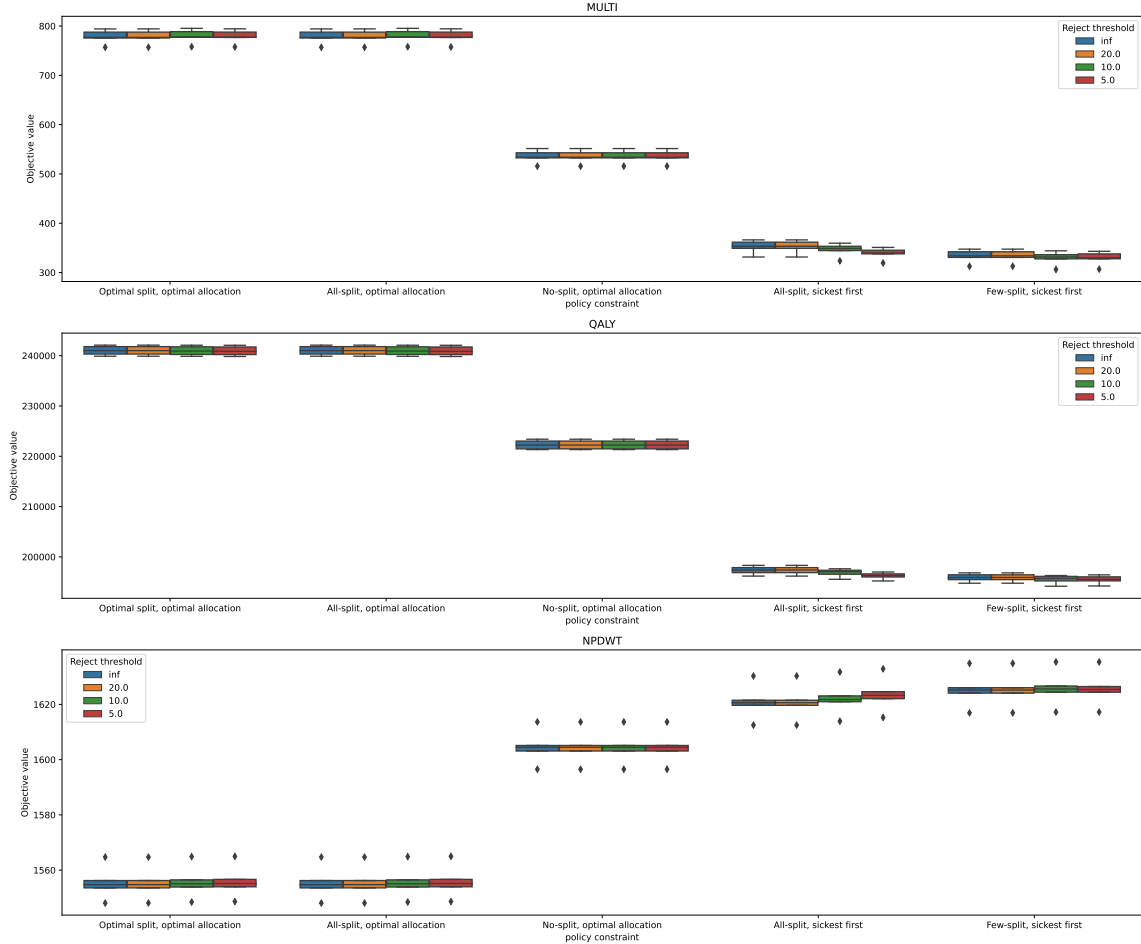 MULTI
800
700
600
500
400
300
Objective value
Reject threshold
inf
20.0
10.0
5.0
Optimal split, optimal allocation
All-split, optimal allocation
No-split, optimal allocation
All-split, sickest first
Few-split, sickest first
policy constraint
QALY
240000
230000
220000
210000
200000
Objective value
Reject threshold
inf
20.0
10.0
5.0
Optimal split, optimal allocation
All-split, optimal allocation
No-split, optimal allocation
All-split, sickest first
Few-split, sickest first
policy constraint
NPDWT
Reject threshold
inf
20.0
10.0
5.0
1620
1600
1580
1560
Objective value
Optimal split, optimal allocation
All-split, optimal allocation
No-split, optimal allocation
All-split, sickest first
Few-split, sickest first
policy constraint